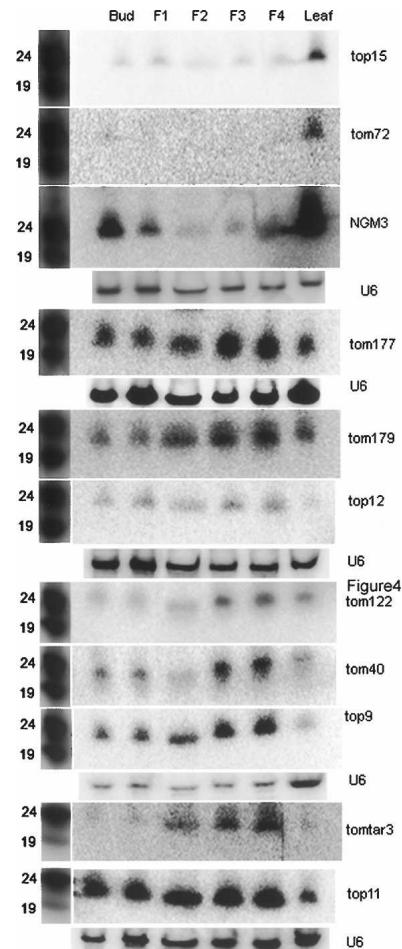 Bud F1 F2 F3 F4 Leaf
24
top15
19
24
tom72
19
NGM3
24
19
U6
24
tom177
19
U6
24
tom179
19
24
top12
19
U6
Figure4
24
tom122
19
24
tom40
19
top9
24
19
U6
24
tomtar3
19
24
top11
19
U6